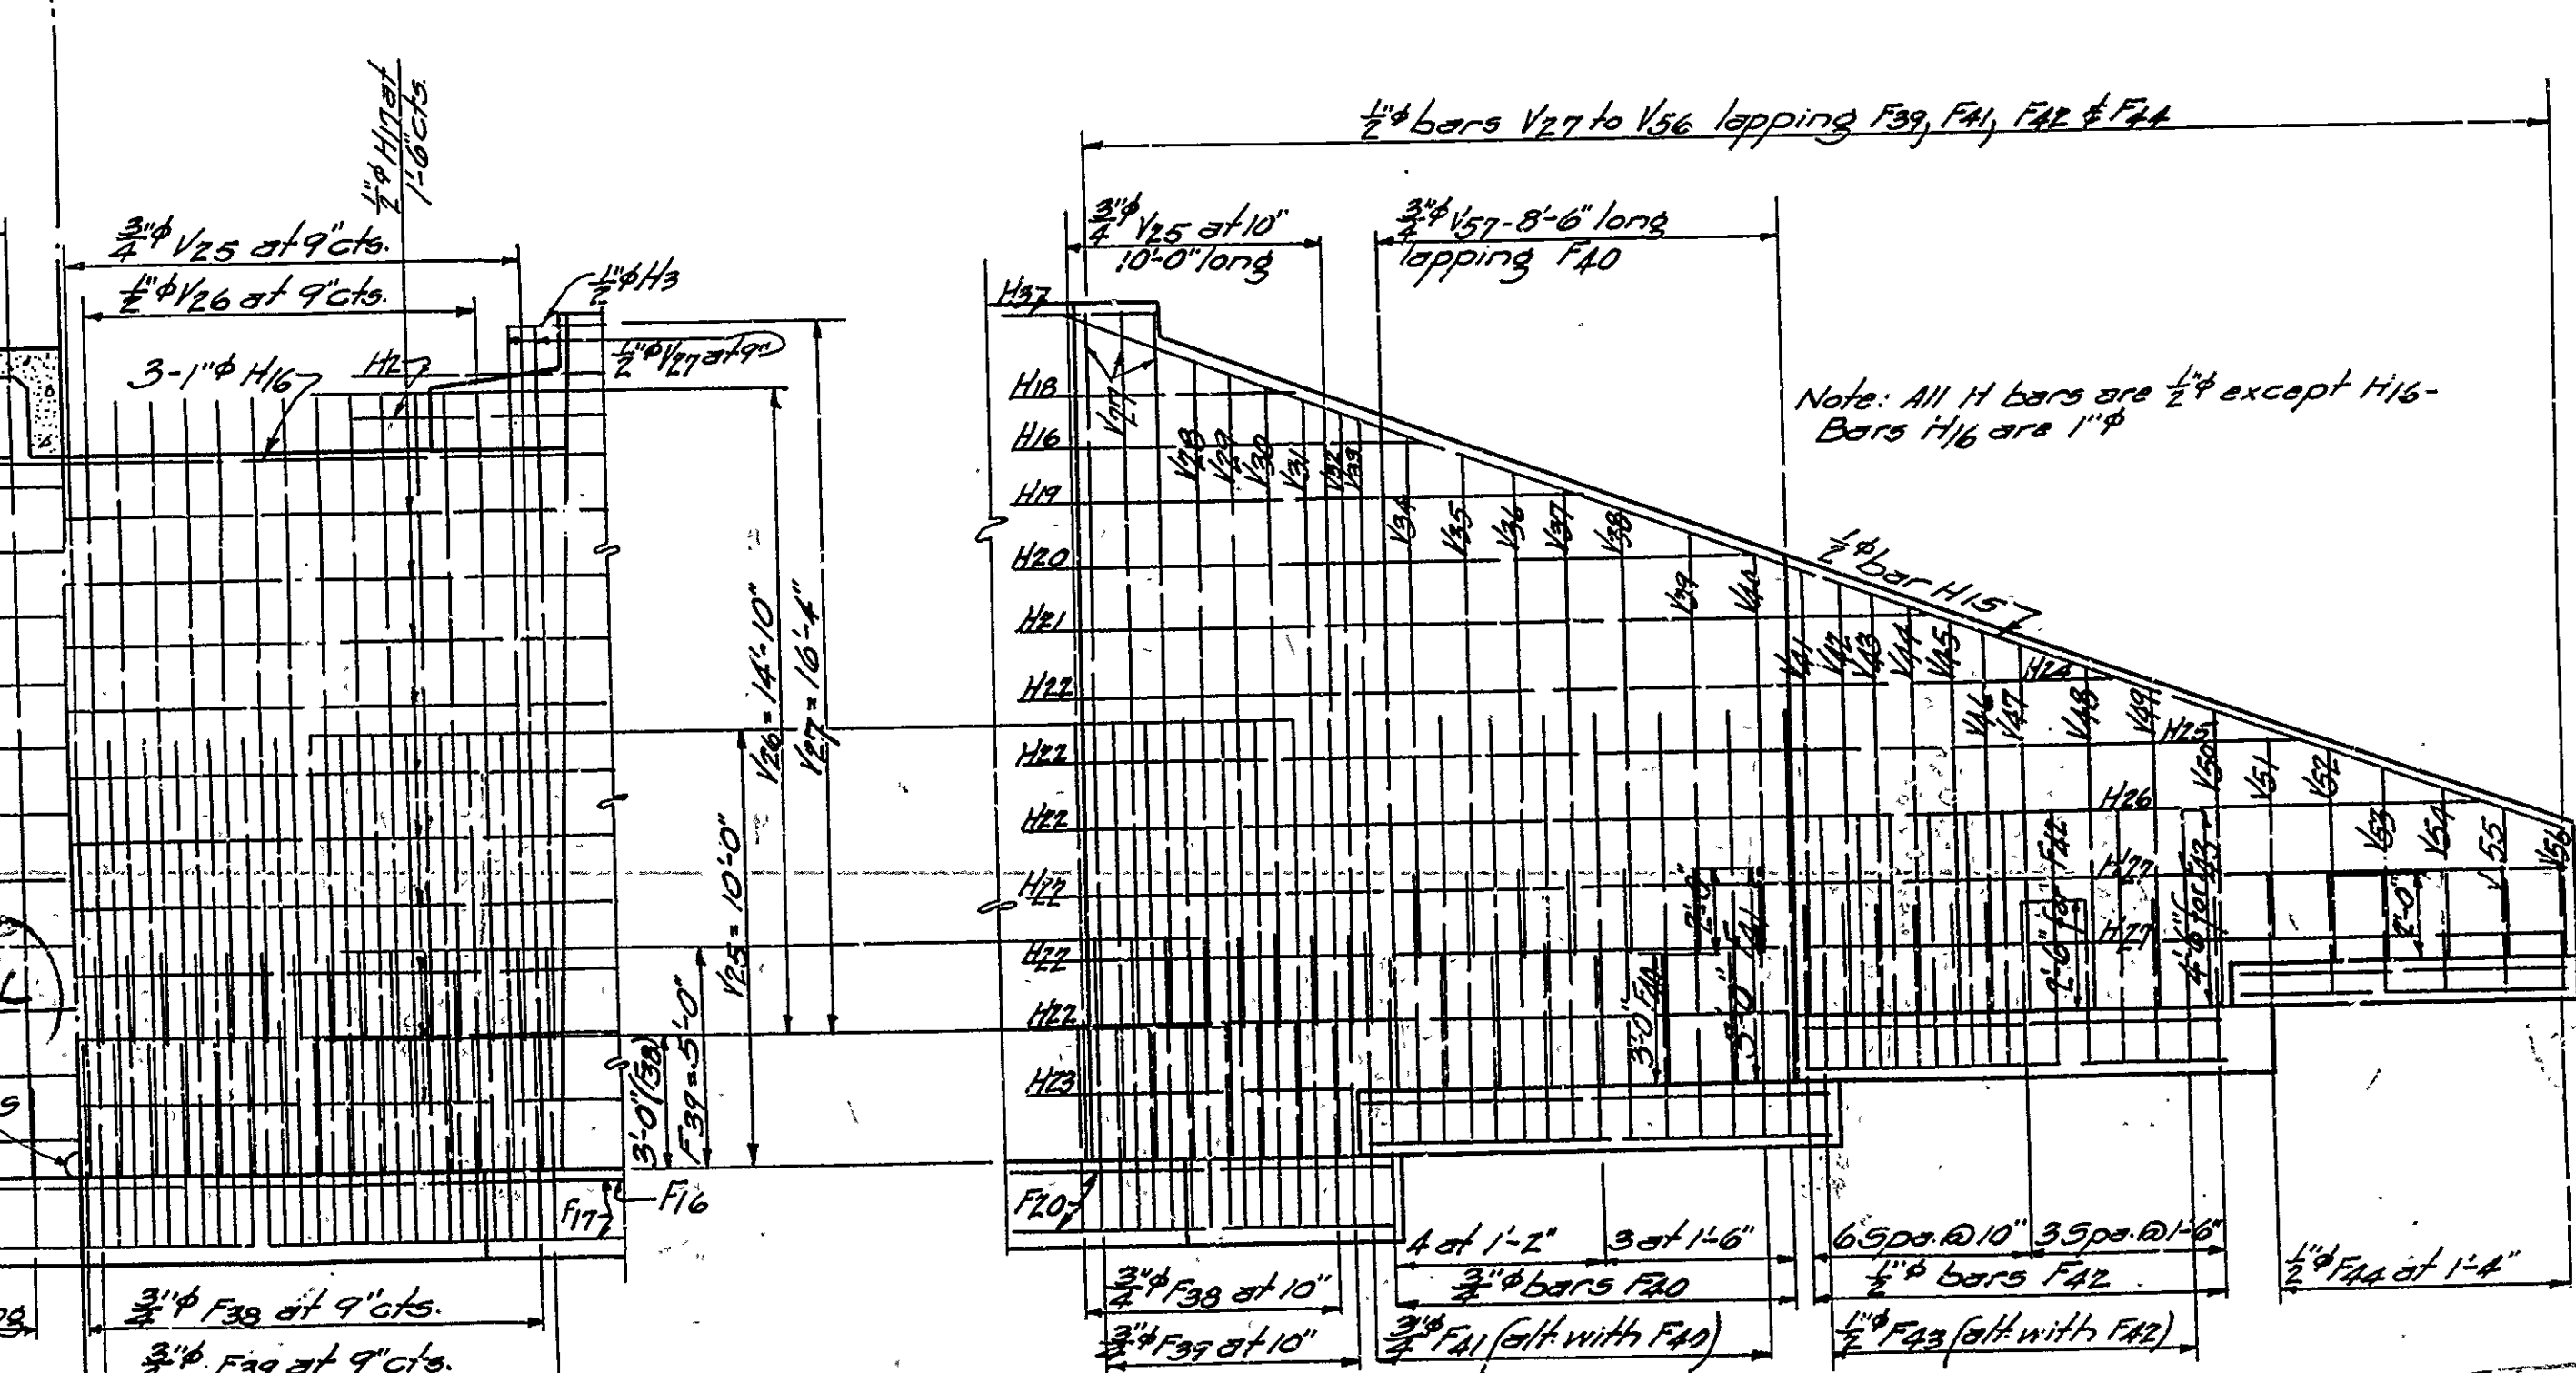 1/2"φ H17 at
1'-6" cts.
3/4"φ V25 at 9" cts.
1/2"φ V26 at 9" cts.
1/2"φ H3
1/2"φ V27 at 9"
3-1"φ H16
H2
V26 = 14'-10"
V27 = 16'-4"
V25 = 10'-0"
F39 = 5'-0"
3'-0" (F38)
F17
F16
3/4"φ F38 at 9" cts.
3/4"φ F39 at 9" cts.
1/2"φ bars V27 to V56 lapping F39, F41, F42 & F44
3/4"φ V25 at 10"
10'-0" long
3/4"φ V57-8'-6" long
lapping F40
Note: All H bars are 1/2"φ except H16-
Bars H16 are 1"φ
1/2"φ bar H15
H37
H18
H16
H19
H20
H21
H22
H22
H22
H22
H22
H22
H23
V27
V28
V29
V30
V31
V32
V33
V34
V35
V36
V37
V38
V39
V40
V41
V42
V43
V44
V45
V46
V47
V48
V49
V50
V51
V52
V53
V54
V55
V56
H24
H25
H26
H27
H27
2'-0"
3'-0" F40
5'-0" F41
2'-6" for F42
4'-6" for F43
2'-0"
F20
4 at 1'-2"
3 at 1'-6"
6 Spa. @ 10"
3 Spa. @ 1'-6"
3/4"φ F38 at 10"
3/4"φ bars F40
1/2"φ bars F42
1/2"φ F44 at 1'-4"
3/4"φ F39 at 10"
3/4"φ F41 (alt. with F40)
1/2"φ F43 (alt. with F42)